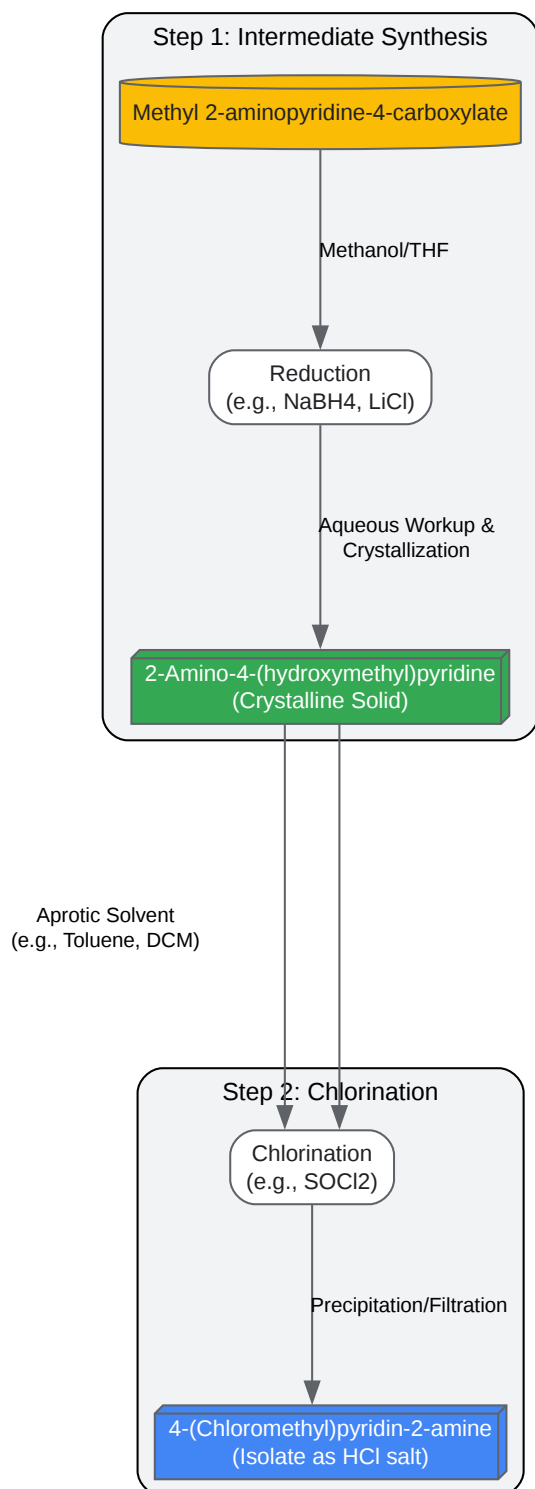 Step 1: Intermediate Synthesis
Methyl 2-aminopyridine-4-carboxylate
Methanol/THF
Reduction
(e.g., NaBH4, LiCl)
Aqueous Workup &
Crystallization
2-Amino-4-(hydroxymethyl)pyridine
(Crystalline Solid)
Aprotic Solvent
(e.g., Toluene, DCM)
Step 2: Chlorination
Chlorination
(e.g., SOCl2)
Precipitation/Filtration
4-(Chloromethyl)pyridin-2-amine
(Isolate as HCl salt)